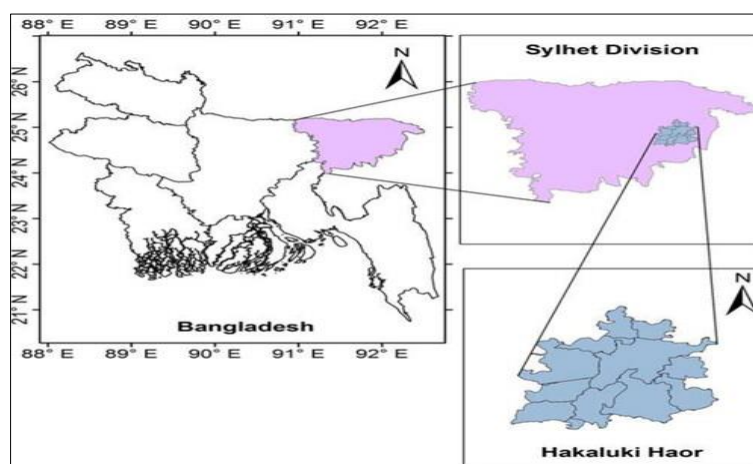 88° E 89° E 90° E 91° E 92° E
N
26° N
25° N
24° N
23° N
22° N
21° N
Bangladesh
88° E 89° E 90° E 91° E 92° E
Sylhet Division
N
N
Hakaluki Haor